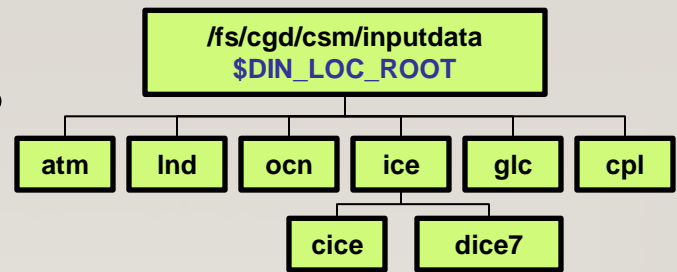 /fs/cgd/csm/inputdata
$DIN_LOC_ROOT
atm lnd ocn ice glc cpl
cice dice7